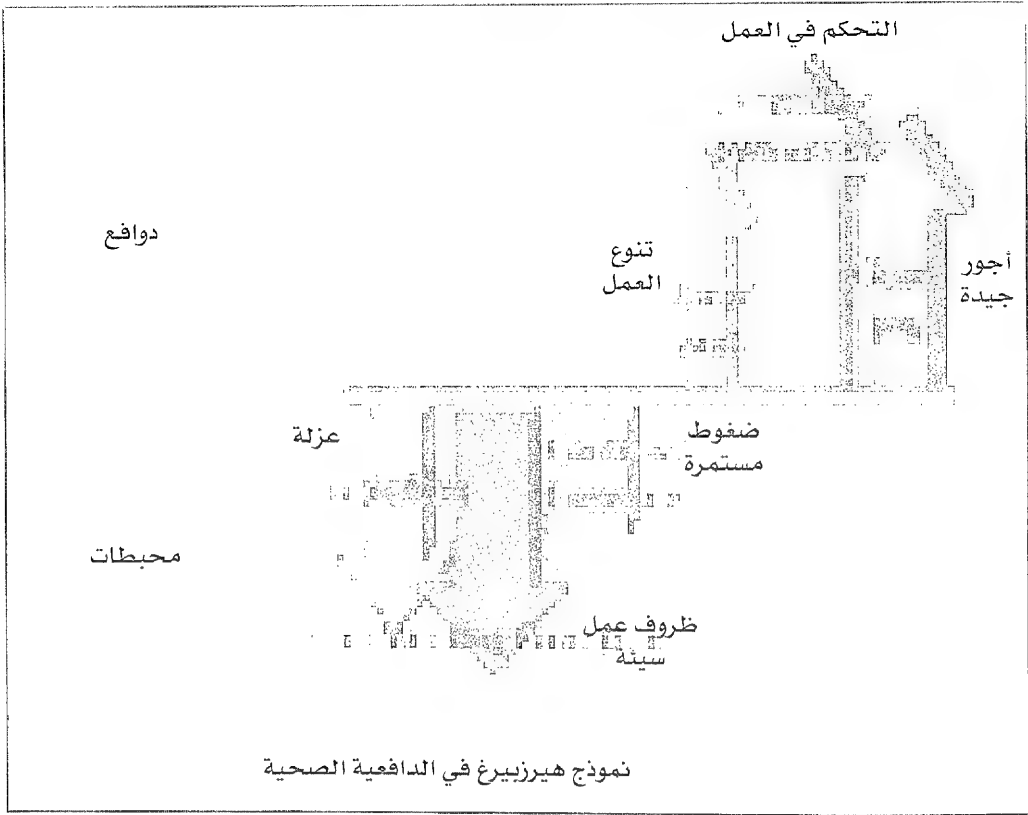 التحكم في العمل
دوافع
تنوع
العمل
أجور
جيدة
عزلة
ضغوط
مستمرة
محبطات
ظروف عمل
سيئة
نموذج هيرزبيرغ في الدافعية الصحية